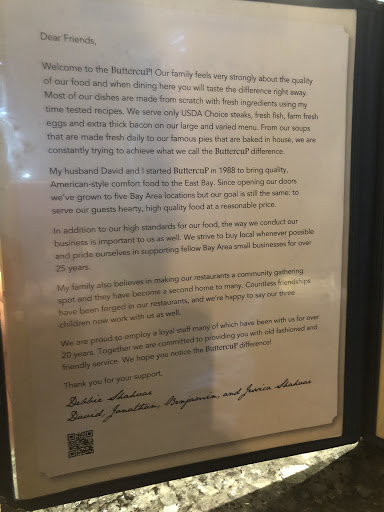 Dear Friends,
Welcome to the ButtercuP! Our family feels very strongly about the quality
of our food and when dining here you will taste the difference right away.
Most of our dishes are made from scratch with fresh ingredients using my
time tested recipes. We serve only USDA Choice steaks, fresh fish, farm fresh
eggs and extra thick bacon on our large and varied menu. From our soups
that are made fresh daily to our famous pies that are baked in house, we are
constantly trying to achieve what we call the ButtercuP difference.
My husband David and I started ButtercuP in 1988 to bring quality,
American-style comfort food to the East Bay. Since opening our doors
we've grown to five Bay Area locations but our goal is still the same: to
serve our guests hearty, high quality food at a reasonable price.
In addition to our high standards for our food, the way we conduct our
business is important to us as well. We strive to buy local whenever possible
and pride ourselves in supporting fellow Bay Area small businesses for over
25 years.
My family also believes in making our restaurants a community gathering
spot and they have become a second home to many. Countless friendships
have been forged in our restaurants, and we're happy to say our three
children now work with us as well.
We are proud to employ a loyal staff many of which have been with us for over
20 years. Together we are committed to providing you with old fashioned and
friendly service. We hope you notice the ButtercuP difference!
Thank you for your support,
Debbie Shahvar
David, Jonathan, Benjamin, and Jessica Shahvar